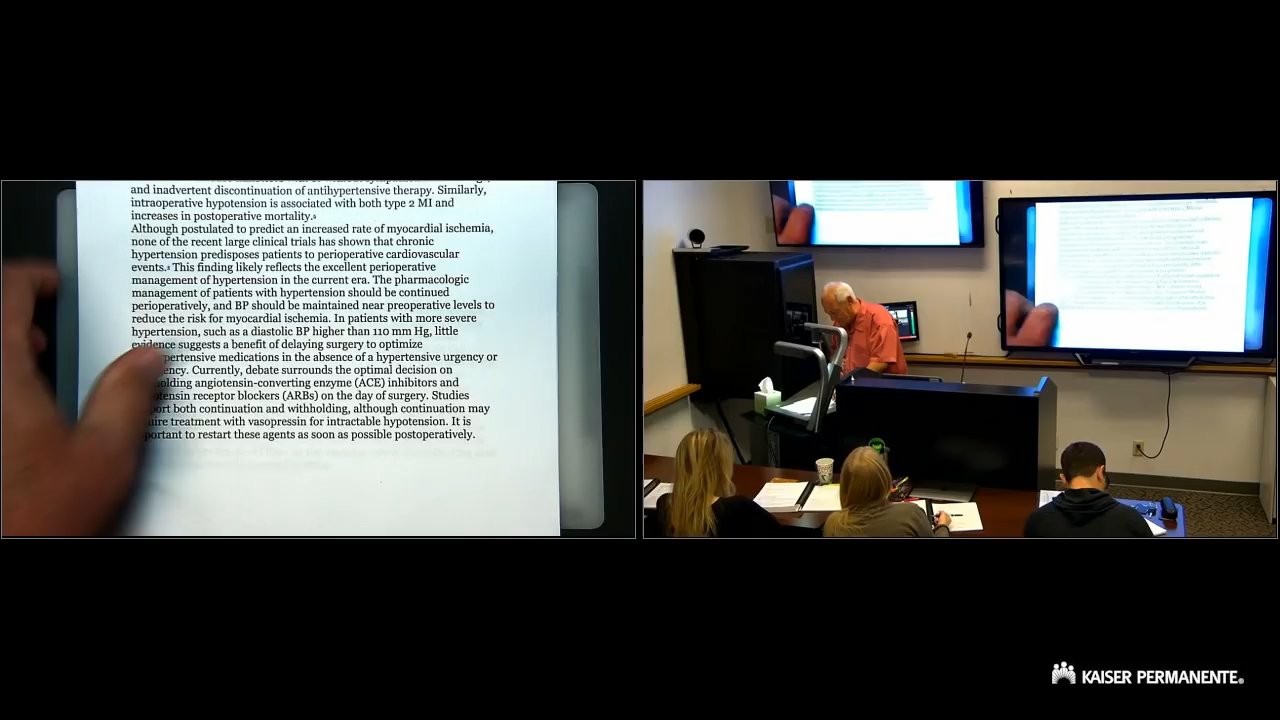 and inadvertent discontinuation of antihypertensive therapy. Similarly,
intraoperative hypotension is associated with both type 2 MI and
increases in postoperative mortality.
Although postulated to predict an increased rate of myocardial ischemia,
none of the recent large clinical trials has shown that chronic
hypertension predisposes patients to perioperative cardiovascular
events. This finding likely reflects the excellent perioperative
management of hypertension in the current era. The pharmacologic
management of patients with hypertension should be continued
perioperatively, and BP should be maintained near preoperative levels to
reduce the risk for myocardial ischemia. In patients with more severe
hypertension, such as a diastolic BP higher than 110 mm Hg, little
evidence suggests a benefit of delaying surgery to optimize
pertensive medications in the absence of a hypertensive urgency or
ency. Currently, debate surrounds the optimal decision on
olding angiotensin-converting enzyme (ACE) inhibitors and
otensin receptor blockers (ARBs) on the day of surgery. Studies
ort both continuation and withholding, although continuation may
uire treatment with vasopressin for intractable hypotension. It is
portant to restart these agents as soon as possible postoperatively.
KAISER PERMANENTE®